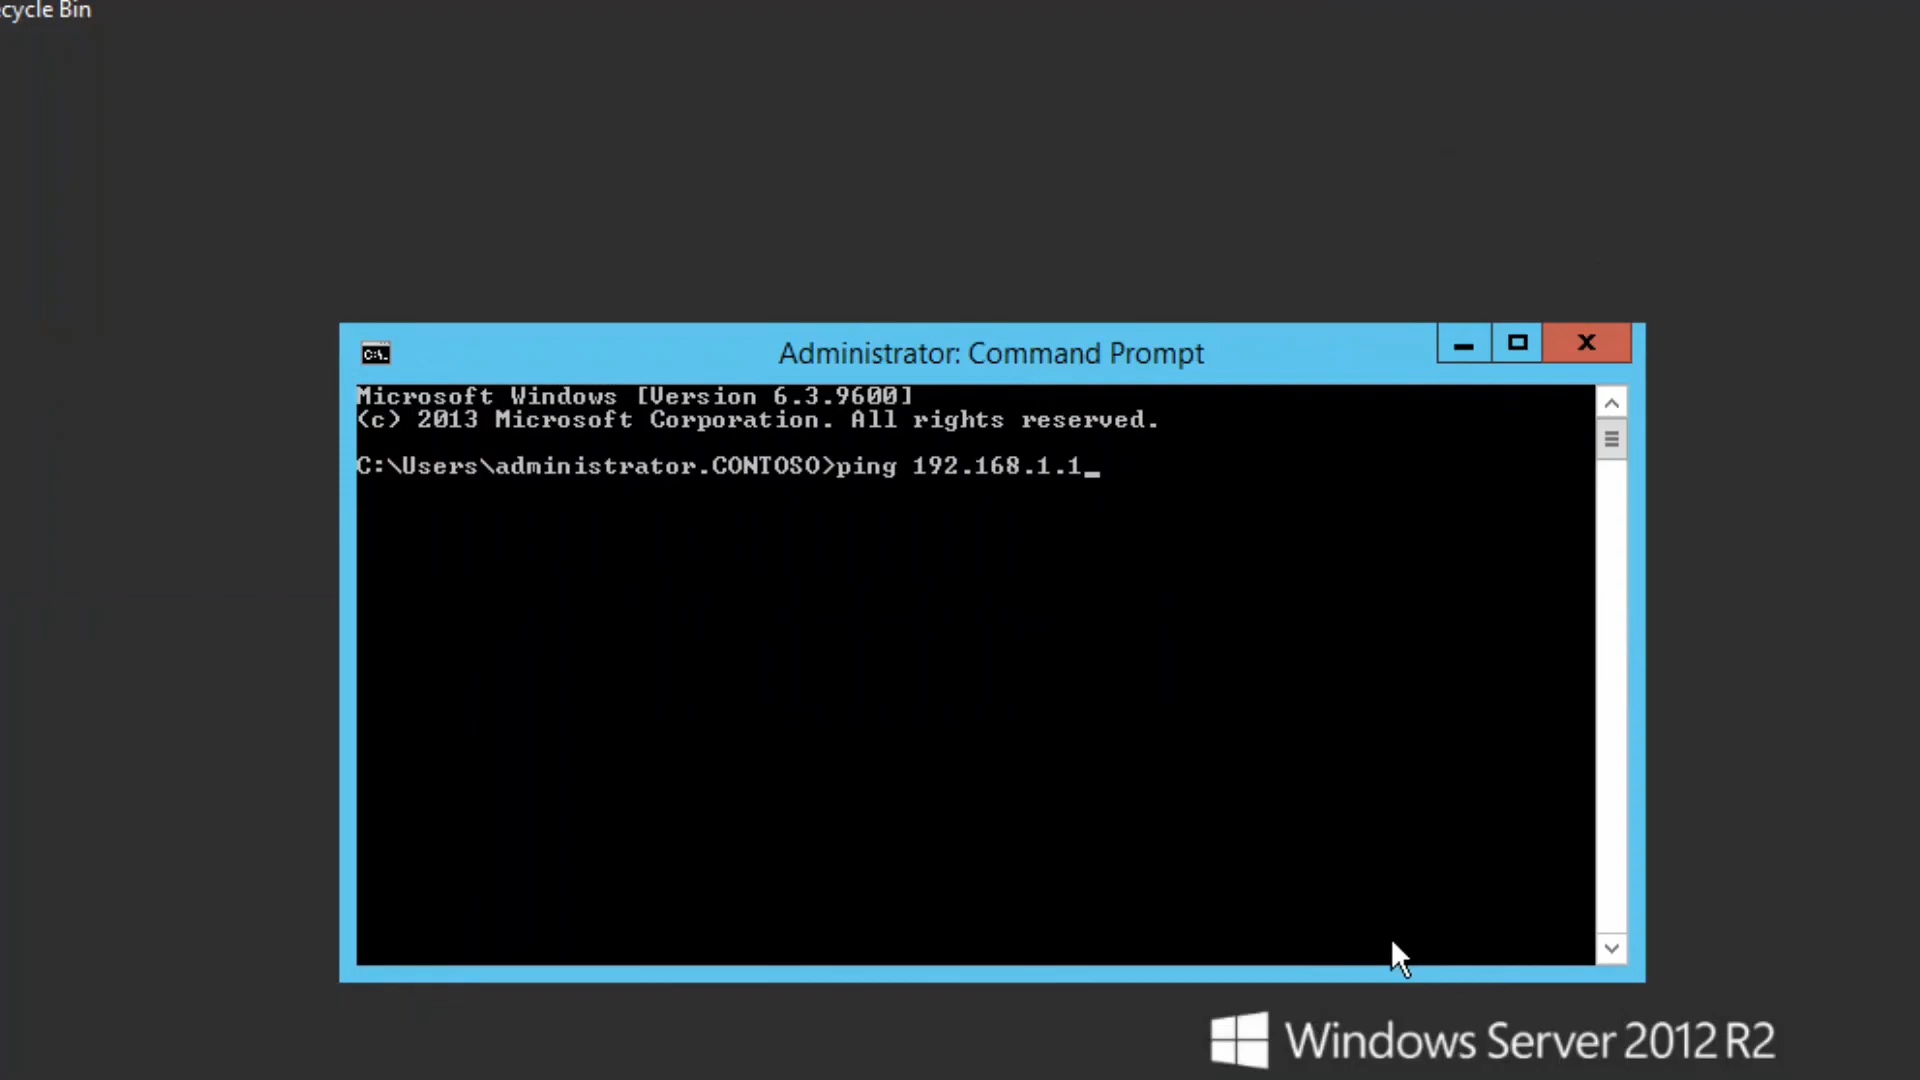 ecycle Bin
Administrator: Command Prompt
Microsoft Windows [Version 6.3.9600]
(c) 2013 Microsoft Corporation. All rights reserved.
C:\Users\administrator.CONTOSO>ping 192.168.1.1_
Windows Server 2012 R2